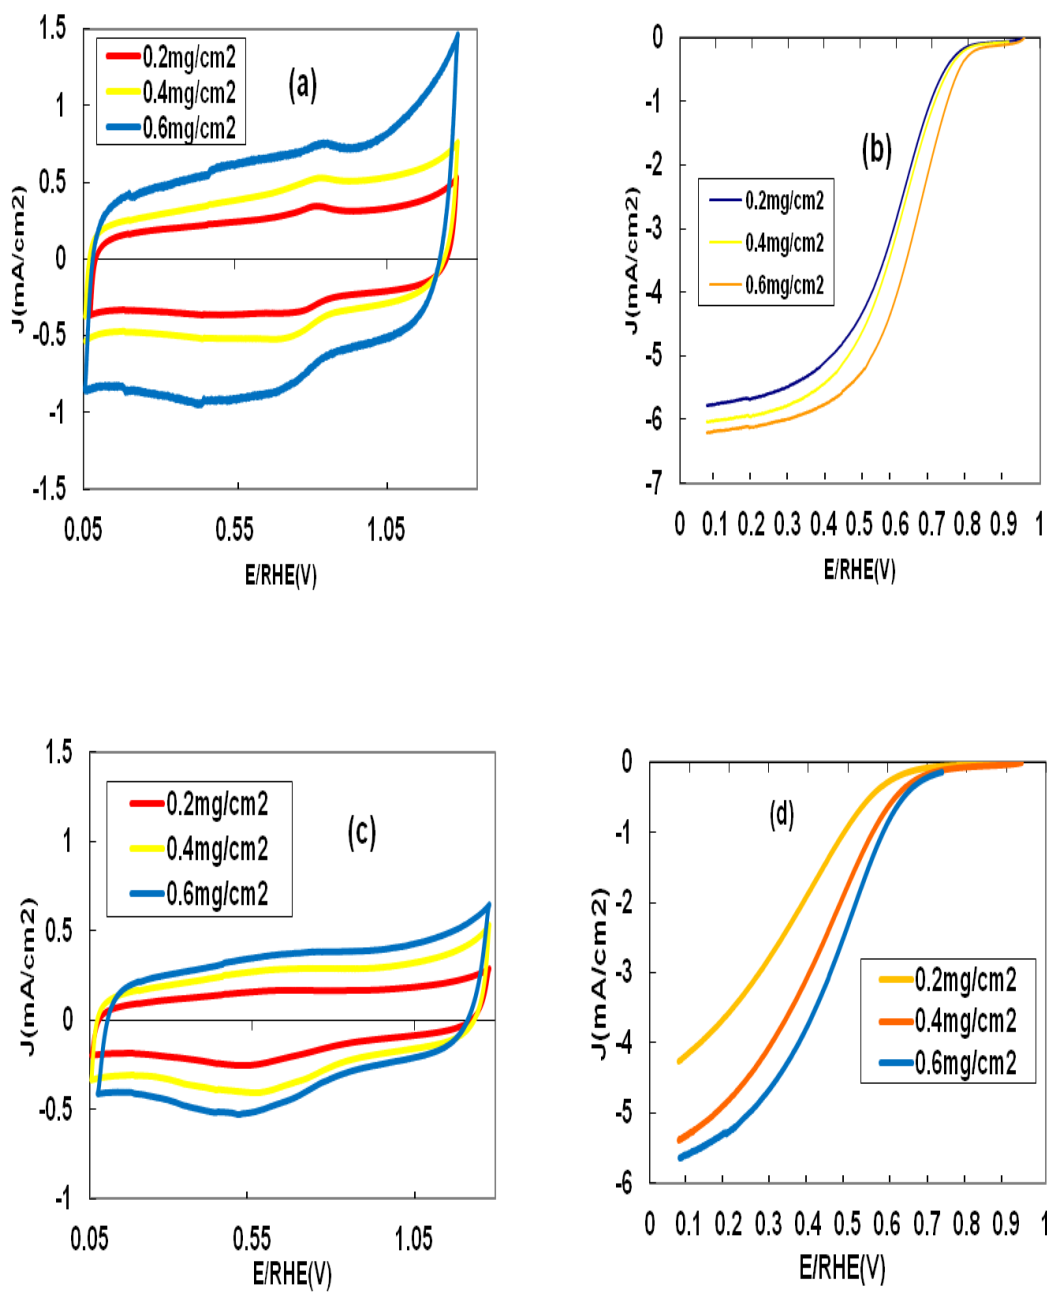 1.5
1
0.5
0
-0.5
-1
-1.5
J(mA/cm2)
0.2mg/cm2
0.4mg/cm2
0.6mg/cm2
(a)
0.05 0.55 1.05
E/RHE(V)
0
-1
-2
-3
-4
-5
-6
-7
J(mA/cm2)
(b)
0.2mg/cm2
0.4mg/cm2
0.6mg/cm2
0 0.1 0.2 0.3 0.4 0.5 0.6 0.7 0.8 0.9 1
E/RHE(V)
1.5
1
0.5
0
-0.5
-1
J(mA/cm2)
0.2mg/cm2
0.4mg/cm2
0.6mg/cm2
(c)
0.05 0.55 1.05
E/RHE(V)
0
-1
-2
-3
-4
-5
-6
J(mA/cm2)
(d)
0.2mg/cm2
0.4mg/cm2
0.6mg/cm2
0 0.1 0.2 0.3 0.4 0.5 0.6 0.7 0.8 0.9 1
E/RHE(V)